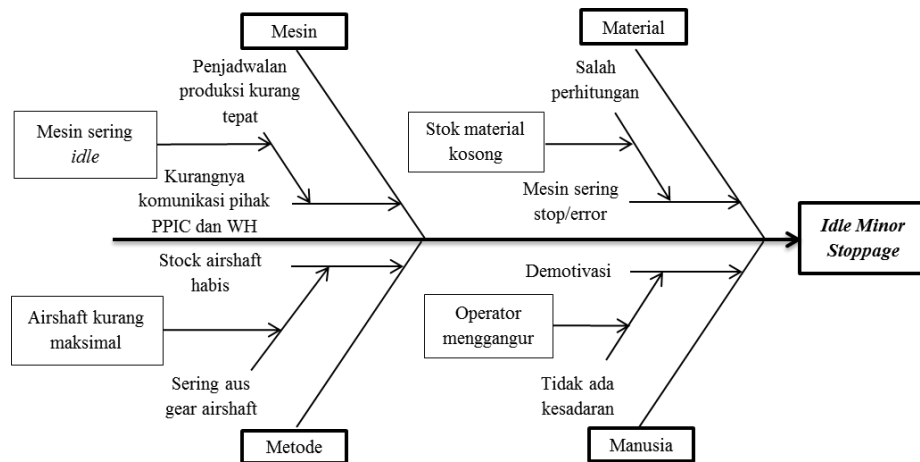 Mesin
Material
Penjadwalan
produksi kurang
tepat
Salah
perhitungan
Mesin sering
idle
Stok material
kosong
Kurangnya
komunikasi pihak
PPIC dan WH
Mesin sering
stop/error
Idle Minor
Stoppage
Stock airshaft
habis
Demotivasi
Airshaft kurang
maksimal
Operator
menggangur
Sering aus
gear airshaft
Tidak ada
kesadaran
Metode
Manusia